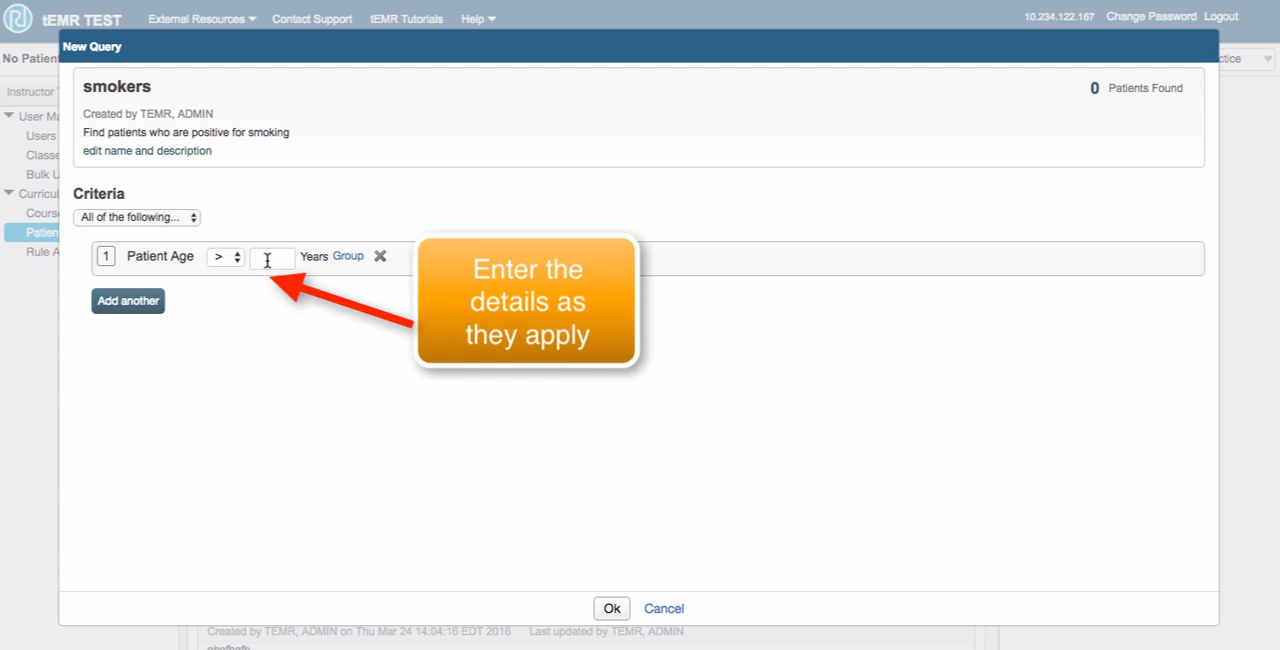 tEMR TEST External Resources Contact Support tEMR Tutorials Help 10.234.122.167 Change Password Logout
New Query
No Patien
ctice
smokers
0 Patients Found
Created by TEMR, ADMIN
Find patients who are positive for smoking
edit name and description
Instructor
User Ma
Users
Classe
Bulk U
Curricul
Course
Patien
Rule A
Criteria
All of the following...
1 Patient Age > Years Group
Add another
Enter the
details as
they apply
Ok Cancel
Created by TEMR, ADMIN on Thu Mar 24 14:04:16 EDT 2016 Last updated by TEMR, ADMIN